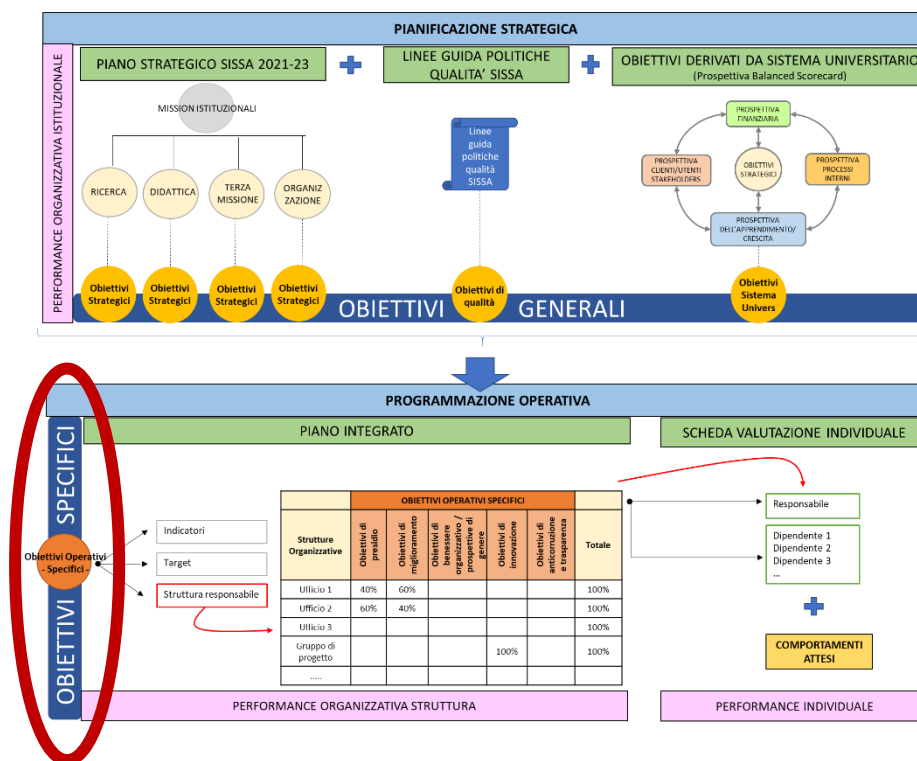 PIANIFICAZIONE STRATEGICA
PERFORMANCE ORGANIZZATIVA ISTITUZIONALE
PIANO STRATEGICO SISSA 2021-23
LINEE GUIDA POLITICHE
QUALITA' SISSA
OBIETTIVI DERIVATI DA SISTEMA UNIVERSITARIO
(Prospettiva Balanced Scorecard)
MISSION ISTITUZIONALI
RICERCA
DIDATTICA
TERZA
MISSIONE
ORGANIZ
ZAZIONE
Linee
guida
politiche
qualità
SISSA
PROSPETTIVA
FINANZIARIA
PROSPETTIVA
CLIENTI/UTENTI
STAKEHOLDERS
OBIETTIVI
STRATEGICI
PROSPETTIVA
PROCESSI
INTERNI
PROSPETTIVA
DELL'APPRENDIMENTO/
CRESCITA
Obiettivi
Strategici
Obiettivi
Strategici
Obiettivi
Strategici
Obiettivi
Strategici
Obiettivi di
qualità
Obiettivi
Sistema
Univers
OBIETTIVI GENERALI
PROGRAMMAZIONE OPERATIVA
OBIETTIVI SPECIFICI
PIANO INTEGRATO
SCHEDA VALUTAZIONE INDIVIDUALE
Obiettivi Operativi
- Specifici -
Indicatori
Target
Struttura responsabile
OBIETTIVI OPERATIVI SPECIFICI
Strutture
Organizzative
Obiettivi di
presidio
Obiettivi di
miglioramento
Obiettivi di
benessere
organizzativo /
prospettive di
genere
Obiettivi di
innovazione
Obiettivi di
anticorruzione
e trasparenza
Totale
Ufficio 1 40% 60% 100%
Ufficio 2 60% 40% 100%
Ufficio 3 100%
Gruppo di
progetto 100% 100%
.....
Responsabile
Dipendente 1
Dipendente 2
Dipendente 3
...
COMPORTAMENTI
ATTESI
PERFORMANCE ORGANIZZATIVA STRUTTURA
PERFORMANCE INDIVIDUALE